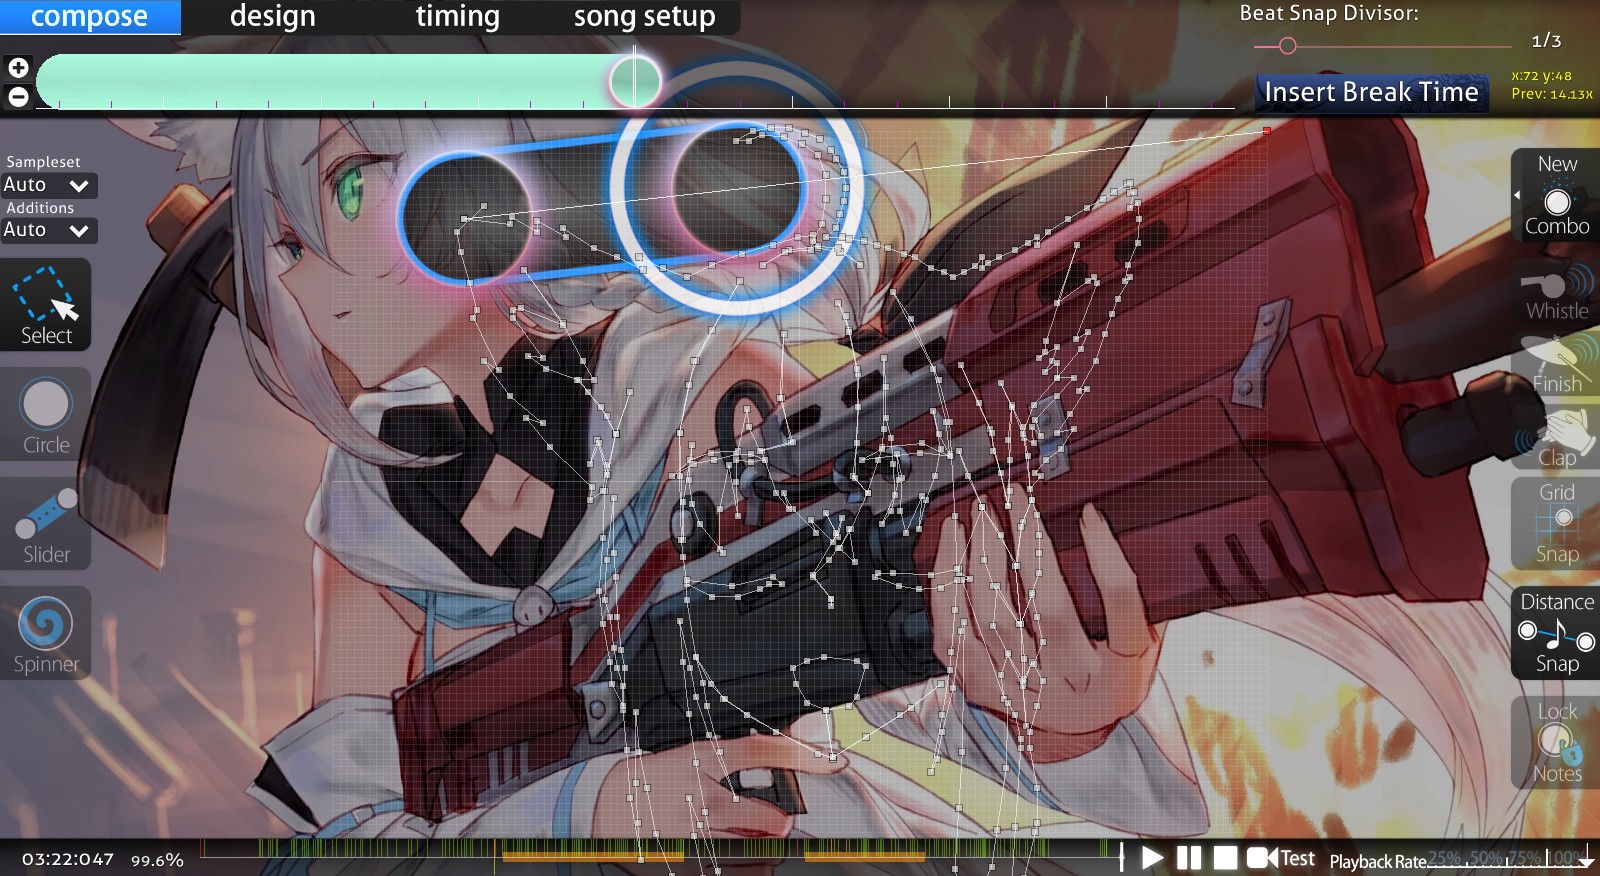 compose
design
timing
song setup
Beat Snap Divisor:
1/3
Insert Break Time
x:72 y:48
Prev: 14.13x
Sampleset
Auto
Additions
Auto
Select
Circle
Slider
Spinner
New
Combo
Whistle
Finish
Clap
Grid
Snap
Distance
Snap
Lock
Notes
03:22:047
99.6%
Test
Playback Rate
25%
50%
75%
100%